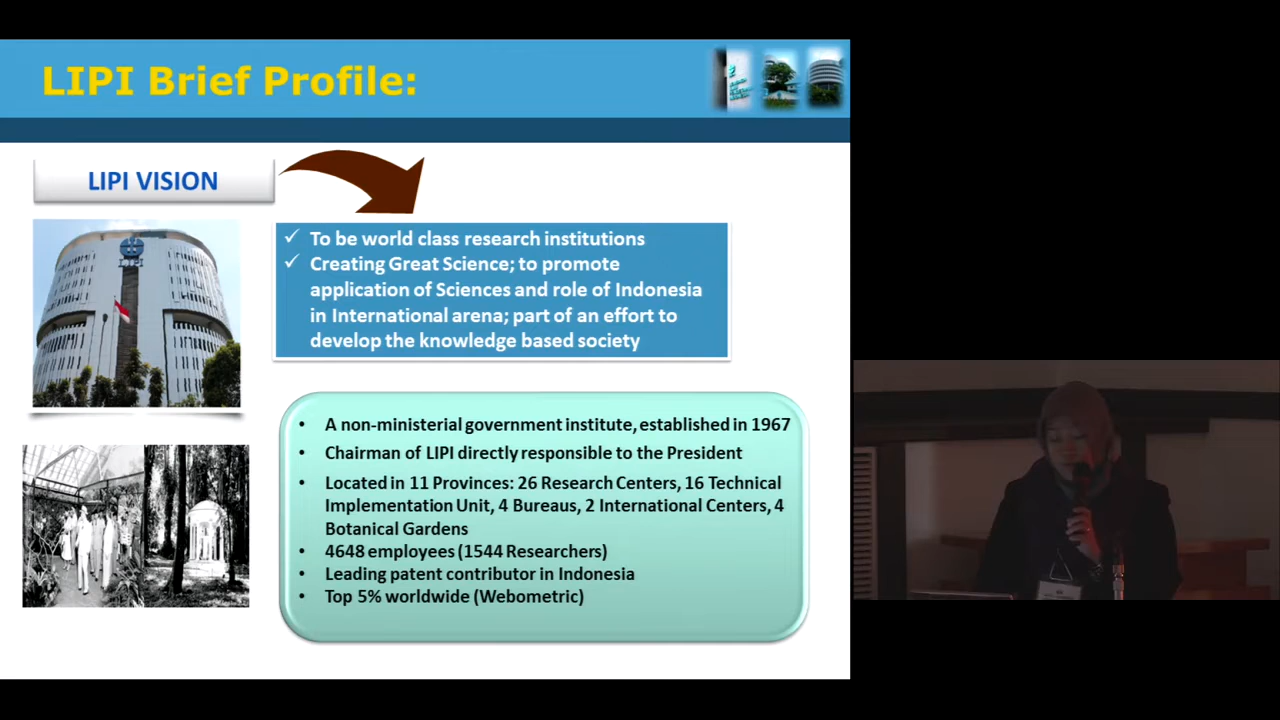 LIPI Brief Profile:
LIPI VISION
LIPI
✓ To be world class research institutions
✓ Creating Great Science; to promote
application of Sciences and role of Indonesia
in International arena; part of an effort to
develop the knowledge based society
• A non-ministerial government institute, established in 1967
• Chairman of LIPI directly responsible to the President
• Located in 11 Provinces: 26 Research Centers, 16 Technical
Implementation Unit, 4 Bureaus, 2 International Centers, 4
Botanical Gardens
• 4648 employees (1544 Researchers)
• Leading patent contributor in Indonesia
• Top 5% worldwide (Webometric)